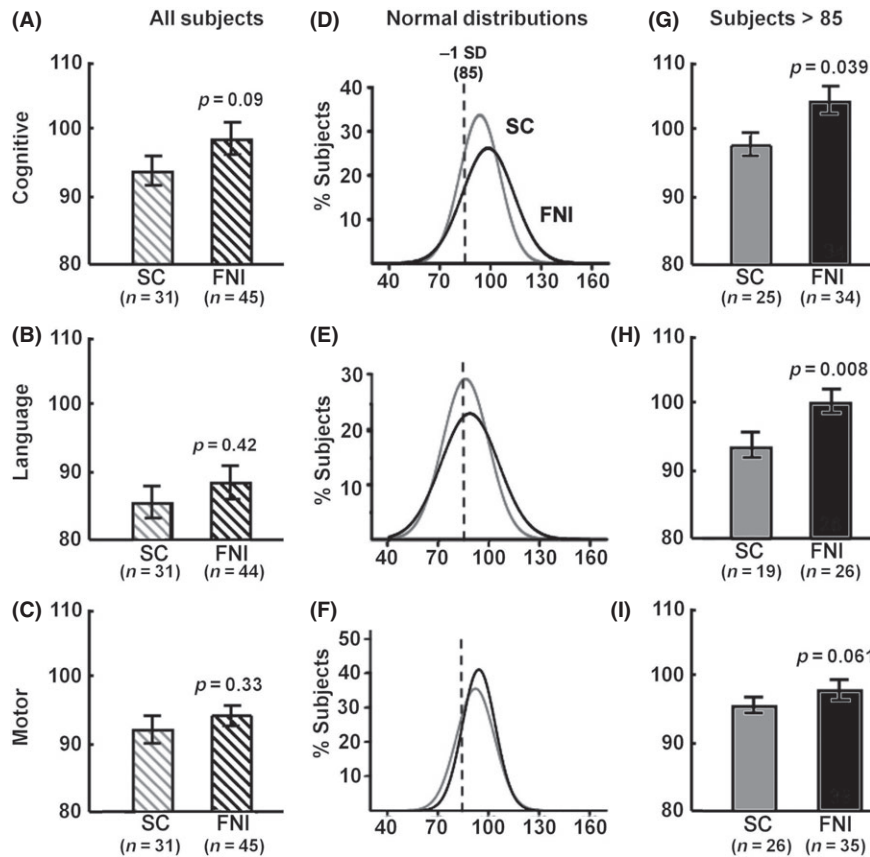 (A) All subjects (D) Normal distributions (G) Subjects > 85
Cognitive
110
100
90
80
p = 0.09
SC FNI
(n = 31) (n = 45)
–1 SD
(85)
% Subjects
40
30
20
10
SC
FNI
40 70 100 130 160
110
100
90
80
p = 0.039
SC FNI
(n = 25) (n = 34)
(B) (E) (H)
Language
110
100
90
80
p = 0.42
SC FNI
(n = 31) (n = 44)
% Subjects
30
20
10
40 70 100 130 160
110
100
90
80
p = 0.008
SC FNI
(n = 19) (n = 26)
(C) (F) (I)
Motor
110
100
90
80
p = 0.33
SC FNI
(n = 31) (n = 45)
% Subjects
50
40
30
20
10
40 70 100 130 160
110
100
90
80
p = 0.061
SC FNI
(n = 26) (n = 35)